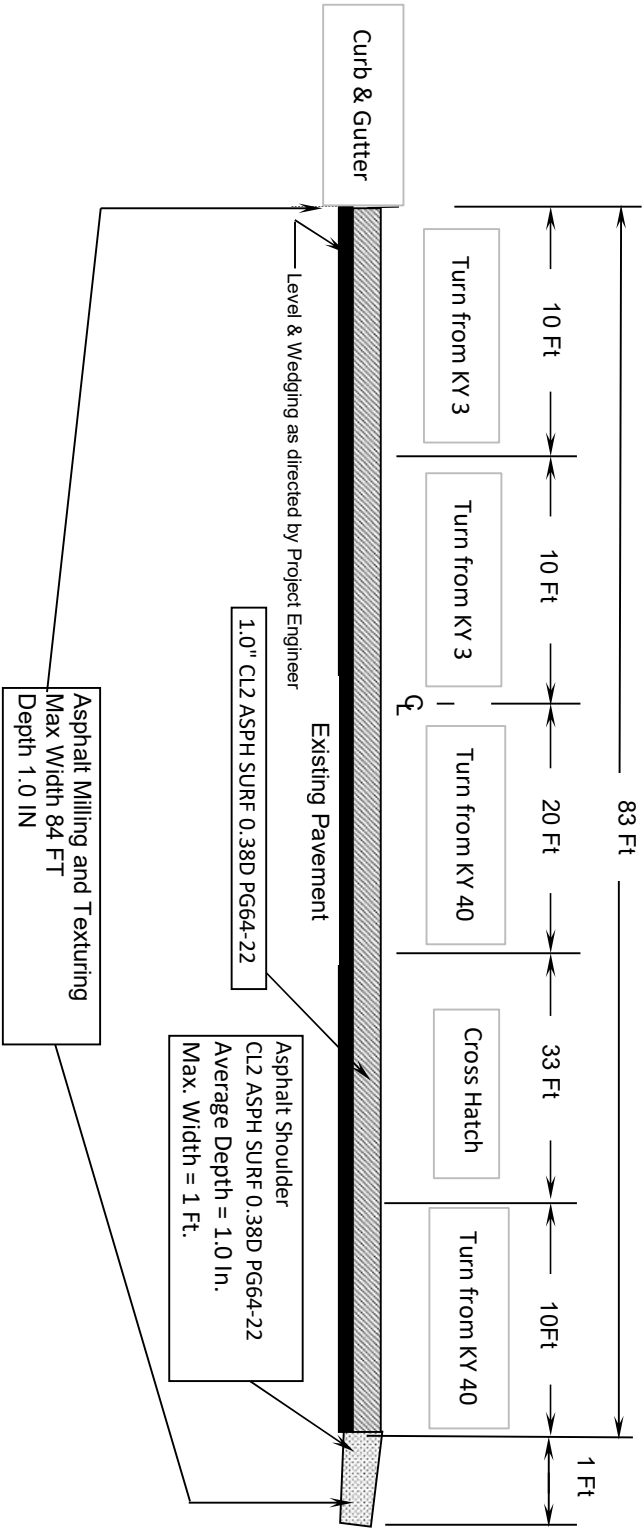 83 Ft
1 Ft
10 Ft
10 Ft
20 Ft
33 Ft
10Ft
Turn from KY 3
Turn from KY 3
Turn from KY 40
Cross Hatch
Turn from KY 40
CL
Curb & Gutter
Existing Pavement
Level & Wedging as directed by Project Engineer
1.0" CL2 ASPH SURF 0.38D PG64-22
Asphalt Shoulder
CL2 ASPH SURF 0.38D PG64-22
Average Depth = 1.0 In.
Max. Width = 1 Ft.
Asphalt Milling and Texturing
Max Width 84 FT
Depth 1.0 IN